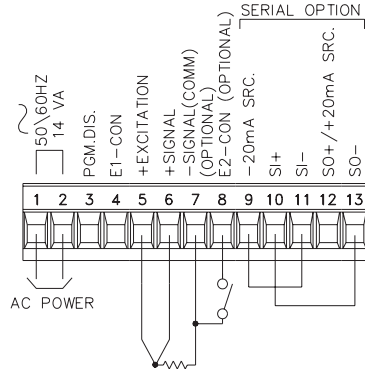 SERIAL OPTION
~
50\60HZ
14 VA
PGM.DIS.
E1-CON
+EXCITATION
+SIGNAL
-SIGNAL(COMM)
(OPTIONAL)
E2-CON (OPTIONAL)
-20mA SRC.
SI+
SI-
SO+/+20mA SRC.
SO-
1 2 3 4 5 6 7 8 9 10 11 12 13
AC POWER